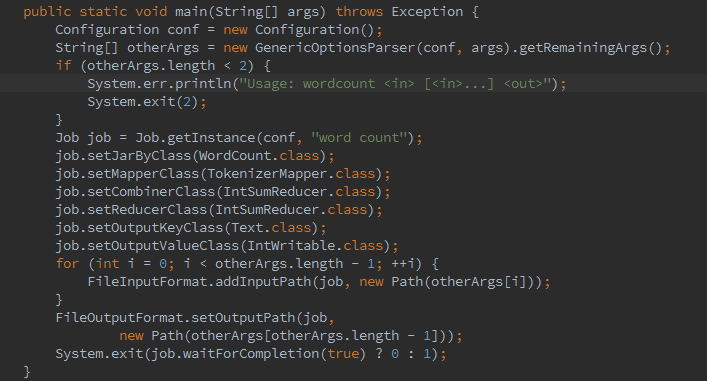 public static void main(String[] args) throws Exception {
    Configuration conf = new Configuration();
    String[] otherArgs = new GenericOptionsParser(conf, args).getRemainingArgs();
    if (otherArgs.length < 2) {
        System.err.println("Usage: wordcount <in> [<in>...] <out>");
        System.exit(2);
    }
    Job job = Job.getInstance(conf, "word count");
    job.setJarByClass(WordCount.class);
    job.setMapperClass(TokenizerMapper.class);
    job.setCombinerClass(IntSumReducer.class);
    job.setReducerClass(IntSumReducer.class);
    job.setOutputKeyClass(Text.class);
    job.setOutputValueClass(IntWritable.class);
    for (int i = 0; i < otherArgs.length - 1; ++i) {
        FileInputFormat.addInputPath(job, new Path(otherArgs[i]));
    }
    FileOutputFormat.setOutputPath(job,
            new Path(otherArgs[otherArgs.length - 1]));
    System.exit(job.waitForCompletion(true) ? 0 : 1);
}